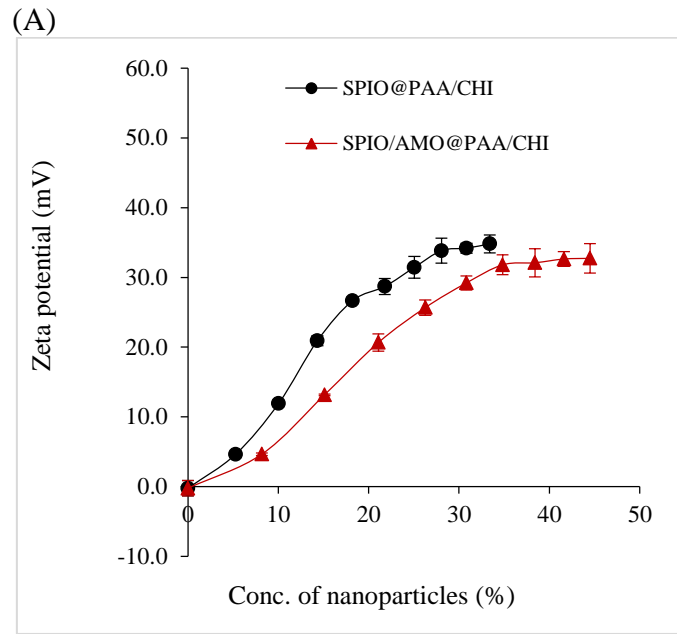 (A)
60.0
50.0
40.0
30.0
20.0
10.0
0.0
-10.0
0
10
20
30
40
50
SPIO@PAA/CHI
SPIO/AMO@PAA/CHI
Zeta potential (mV)
Conc. of nanoparticles (%)